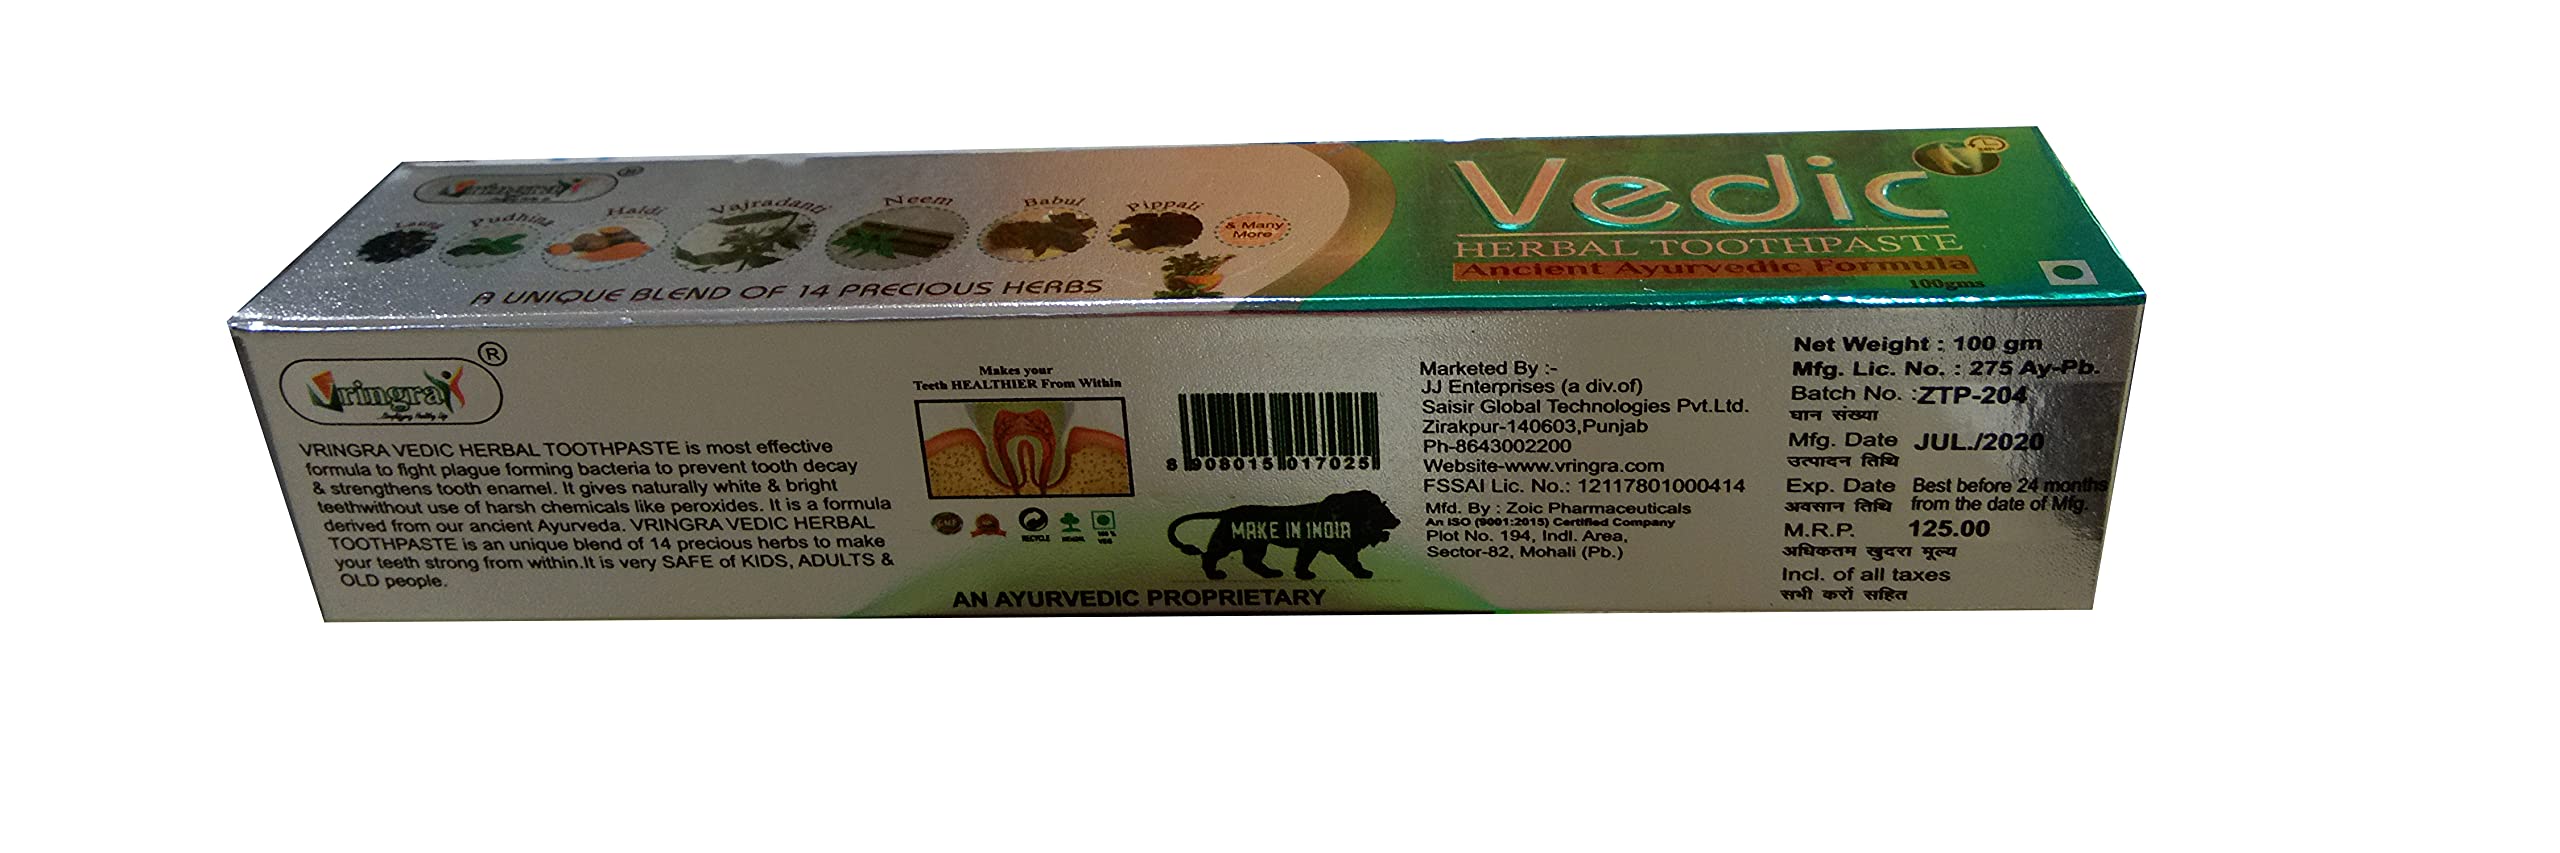 Vringra
®
Laung
Pudhina
Haldi
Vajradanti
Neem
Babul
Pippali
& Many
More
A UNIQUE BLEND OF 14 PRECIOUS HERBS
Vedic
HERBAL TOOTHPASTE
Ancient Ayurvedic Formula
100gms
Vringra
®
VRINGRA VEDIC HERBAL TOOTHPASTE is most effective
formula to fight plague forming bacteria to prevent tooth decay
& strengthens tooth enamel. It gives naturally white & bright
teethwithout use of harsh chemicals like peroxides. It is a formula
derived from our ancient Ayurveda. VRINGRA VEDIC HERBAL
TOOTHPASTE is an unique blend of 14 precious herbs to make
your teeth strong from within.It is very SAFE of KIDS, ADULTS &
OLD people.
Makes your
Teeth HEALTHIER From Within
RECYCLE
100 %
VEG
8 908015 017025
MAKE IN INDIA
AN AYURVEDIC PROPRIETARY
Marketed By :-
JJ Enterprises (a div.of)
Saisir Global Technologies Pvt.Ltd.
Zirakpur-140603,Punjab
Ph-8643002200
Website-www.vringra.com
FSSAI Lic. No.: 12117801000414
Mfd. By : Zoic Pharmaceuticals
An ISO (9001:2015) Certified Company
Plot No. 194, Indl. Area,
Sector-82, Mohali (Pb.)
Net Weight : 100 gm
Mfg. Lic. No. : 275 Ay-Pb.
Batch No. :ZTP-204
घान संख्या
Mfg. Date JUL./2020
उत्पादन तिथि
Exp. Date Best before 24 months
अवसान तिथि from the date of Mfg.
M.R.P. 125.00
अधिकतम खुदरा मूल्य
Incl. of all taxes
सभी करों सहित